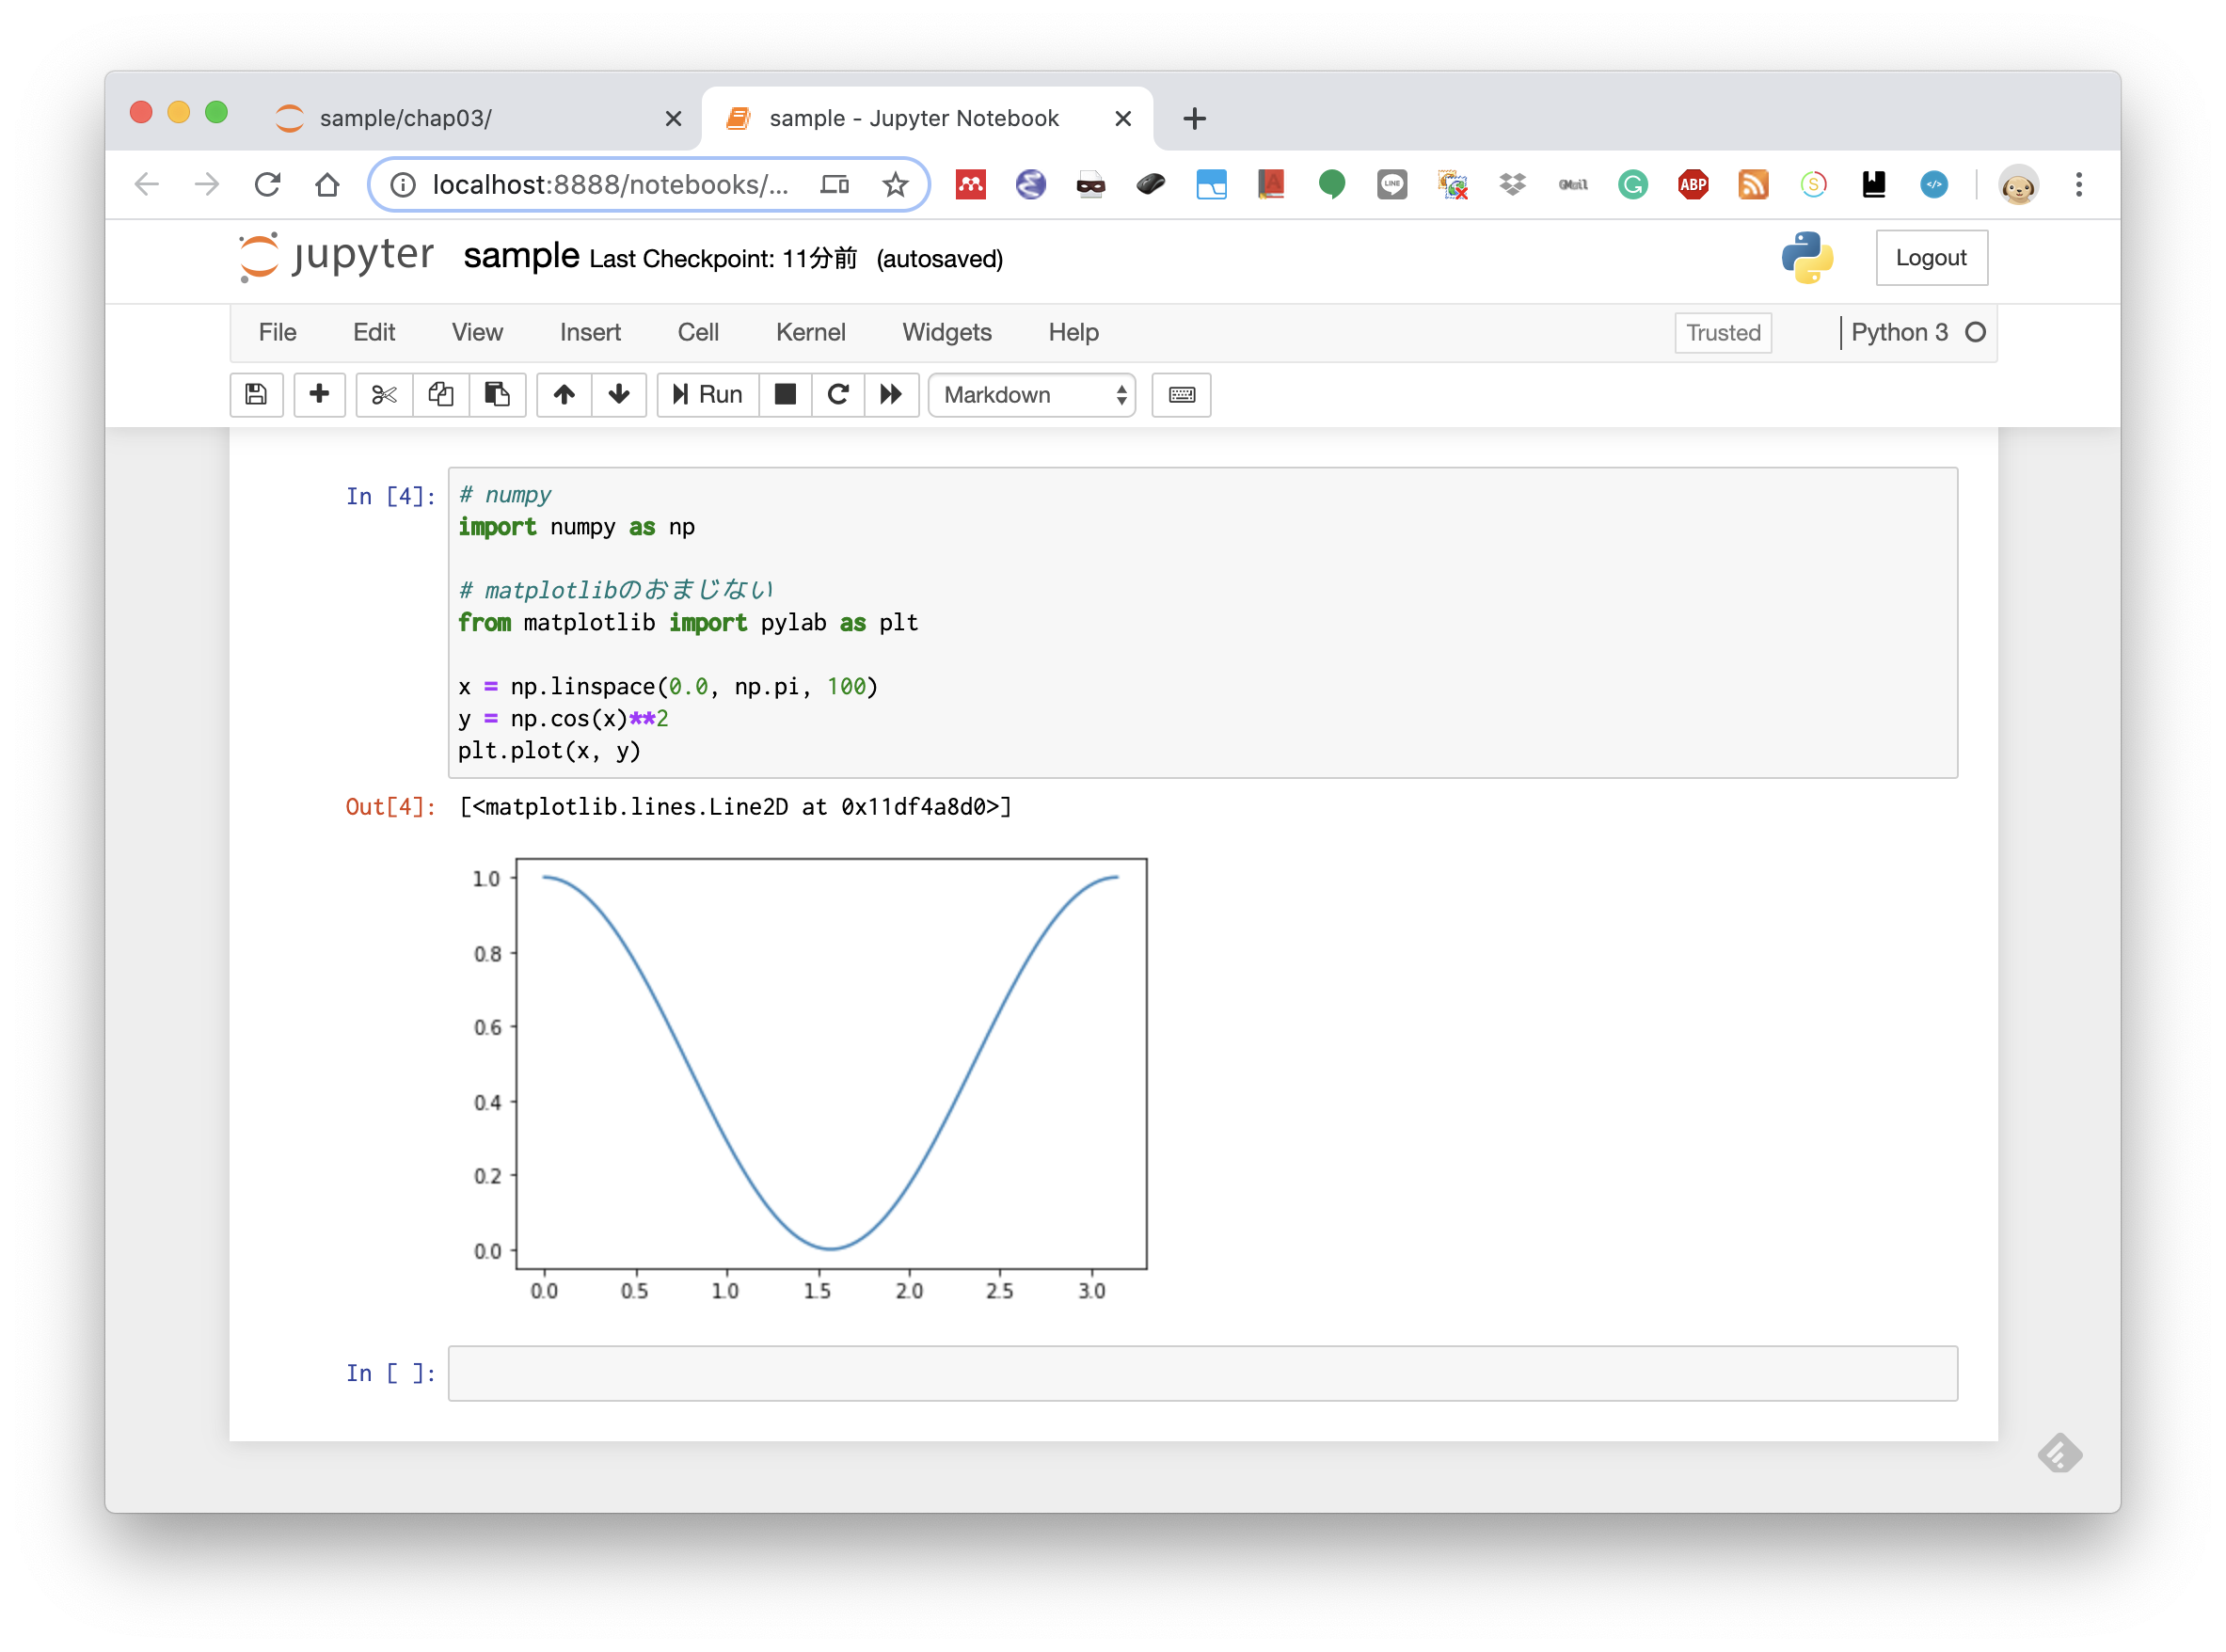 sample/chap03/
sample - Jupyter Notebook
localhost:8888/notebooks/...
LINE
GMail
G
ABP
S
</>
jupyter sample Last Checkpoint: 11分前 (autosaved)
Logout
File Edit View Insert Cell Kernel Widgets Help
Trusted
Python 3
Run
Markdown
In [4]:
# numpy
import numpy as np
# matplotlibのおまじない
from matplotlib import pylab as plt
x = np.linspace(0.0, np.pi, 100)
y = np.cos(x)**2
plt.plot(x, y)
Out[4]: [<matplotlib.lines.Line2D at 0x11df4a8d0>]
1.0
0.8
0.6
0.4
0.2
0.0
0.0 0.5 1.0 1.5 2.0 2.5 3.0
In [ ]: